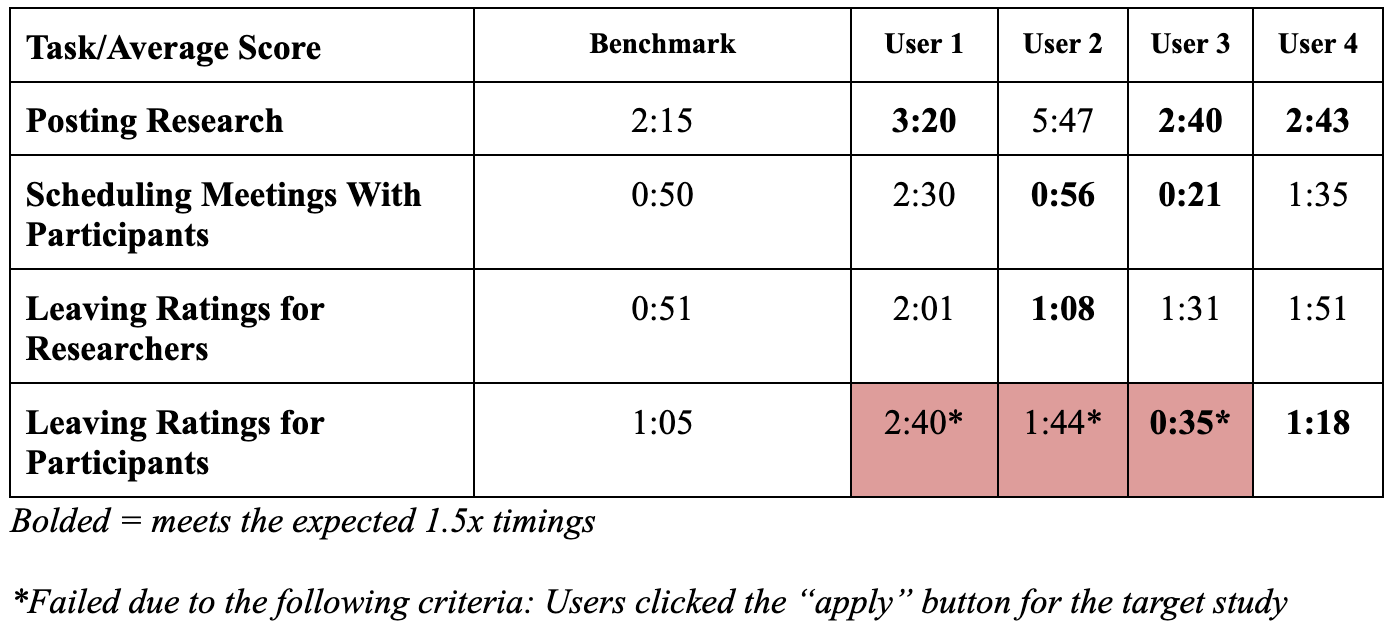 Task/Average Score Benchmark User 1 User 2 User 3 User 4
Posting Research 2:15 3:20 5:47 2:40 2:43
Scheduling Meetings With 0:50 2:30 0:56 0:21 1:35
Participants
Leaving Ratings for 0:51 2:01 1:08 1:31 1:51
Researchers
Leaving Ratings for 1:05 2:40* 1:44* 0:35* 1:18
Participants
Bolded = meets the expected 1.5x timings
*Failed due to the following criteria: Users clicked the “apply” button for the target study